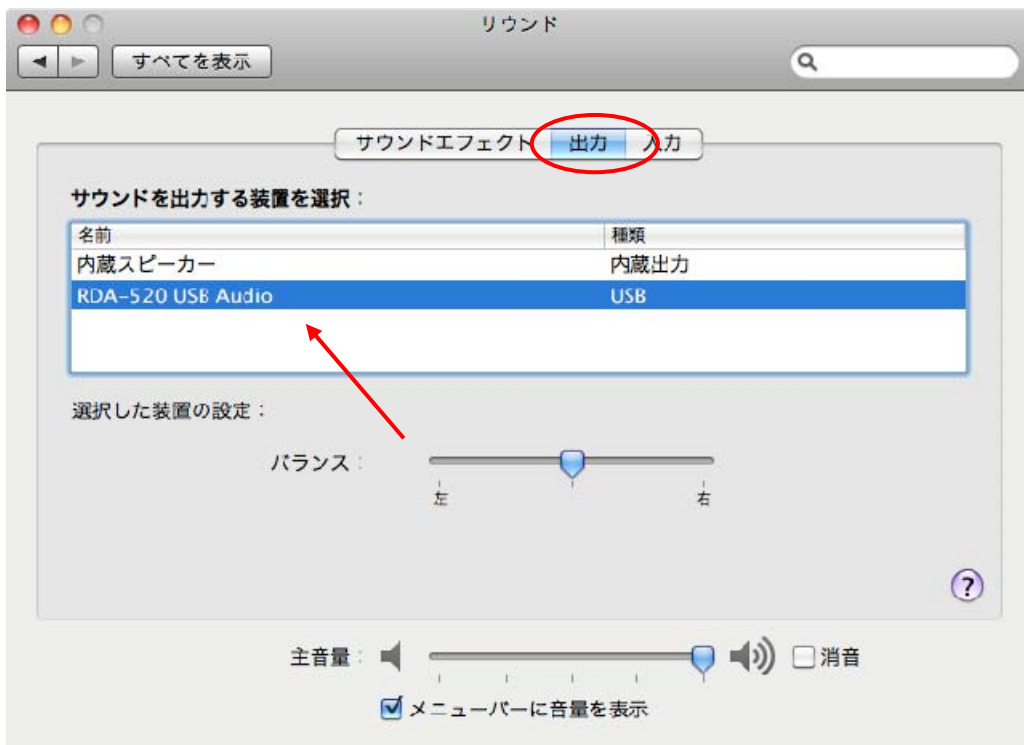 リウンド
すべてを表示
サウンドエフェクト 出力 入力
サウンドを出力する装置を選択：
名前 種類
内蔵スピーカー 内蔵出力
RDA-520 USB Audio USB
選択した装置の設定：
バランス：
左 右
?
主音量： 消音
メニューバーに音量を表示